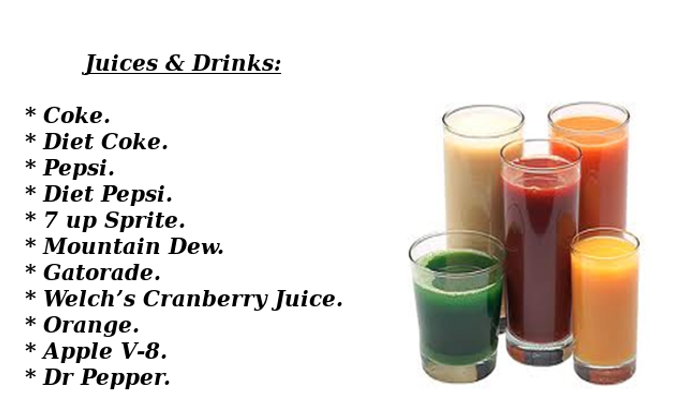 Juices & Drinks:
* Coke.
* Diet Coke.
* Pepsi.
* Diet Pepsi.
* 7 up Sprite.
* Mountain Dew.
* Gatorade.
* Welch’s Cranberry Juice.
* Orange.
* Apple V-8.
* Dr Pepper.